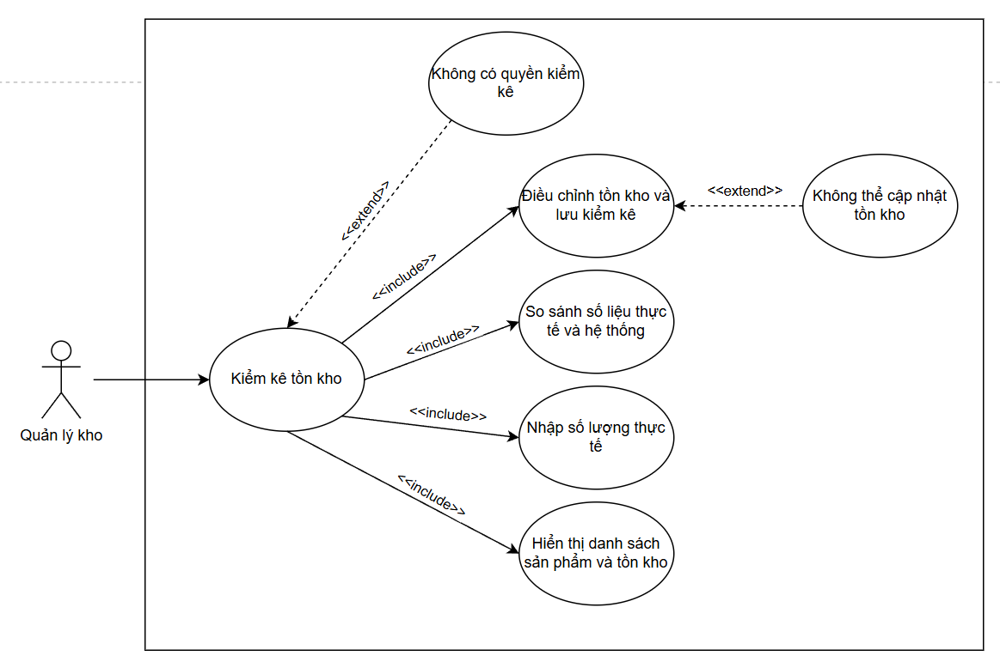 Không có quyền kiểm
kê
<<extend>>
Điều chỉnh tồn kho và
lưu kiểm kê
<<extend>>
Không thể cập nhật
tồn kho
<<include>>
So sánh số liệu thực
tế và hệ thống
<<include>>
Kiểm kê tồn kho
Quản lý kho
<<include>>
Nhập số lượng thực
tế
<<include>>
Hiển thị danh sách
sản phẩm và tồn kho